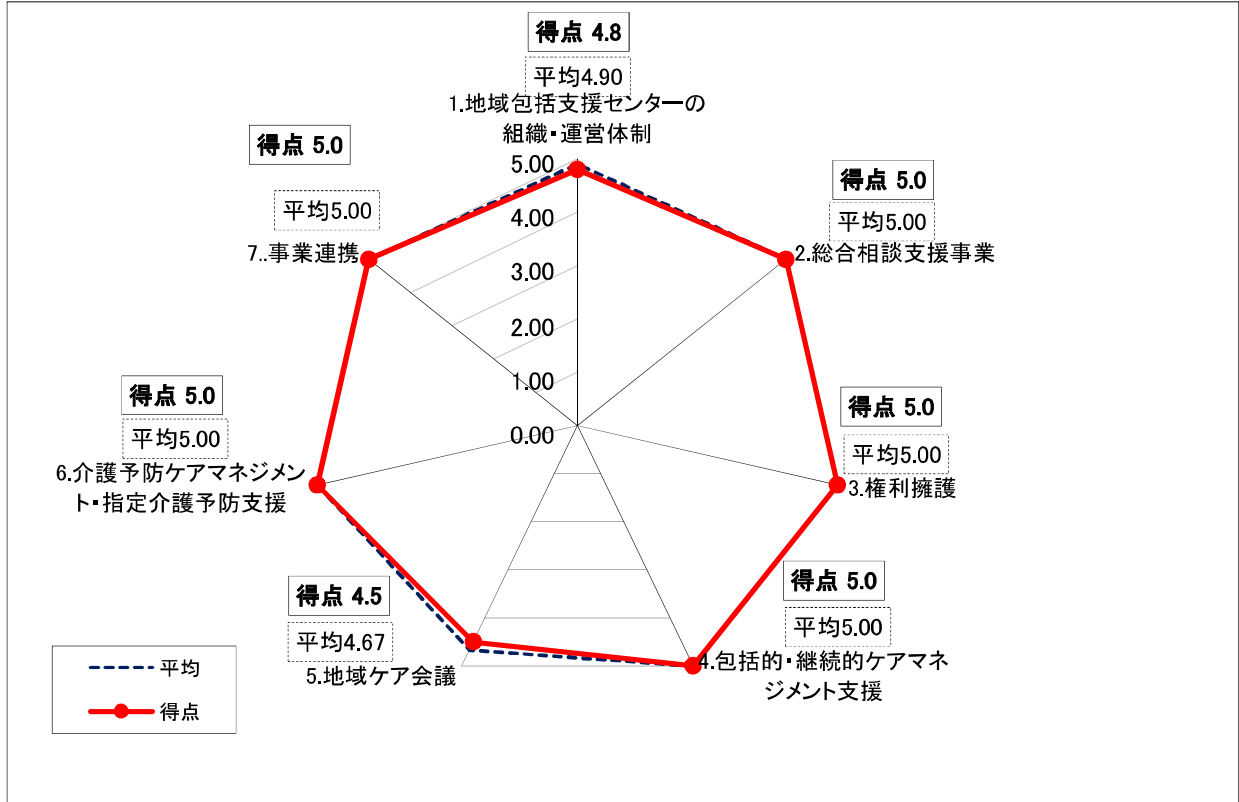 得点 4.8
平均4.90
1.地域包括支援センターの
組織・運営体制
得点 5.0
平均5.00
2.総合相談支援事業
得点 5.0
平均5.00
3.権利擁護
得点 5.0
平均5.00
4.包括的・継続的ケアマネ
ジメント支援
得点 4.5
平均4.67
5.地域ケア会議
得点 5.0
平均5.00
6.介護予防ケアマネジメン
ト・指定介護予防支援
得点 5.0
平均5.00
7..事業連携
5.00
4.00
3.00
2.00
1.00
0.00
平均
得点